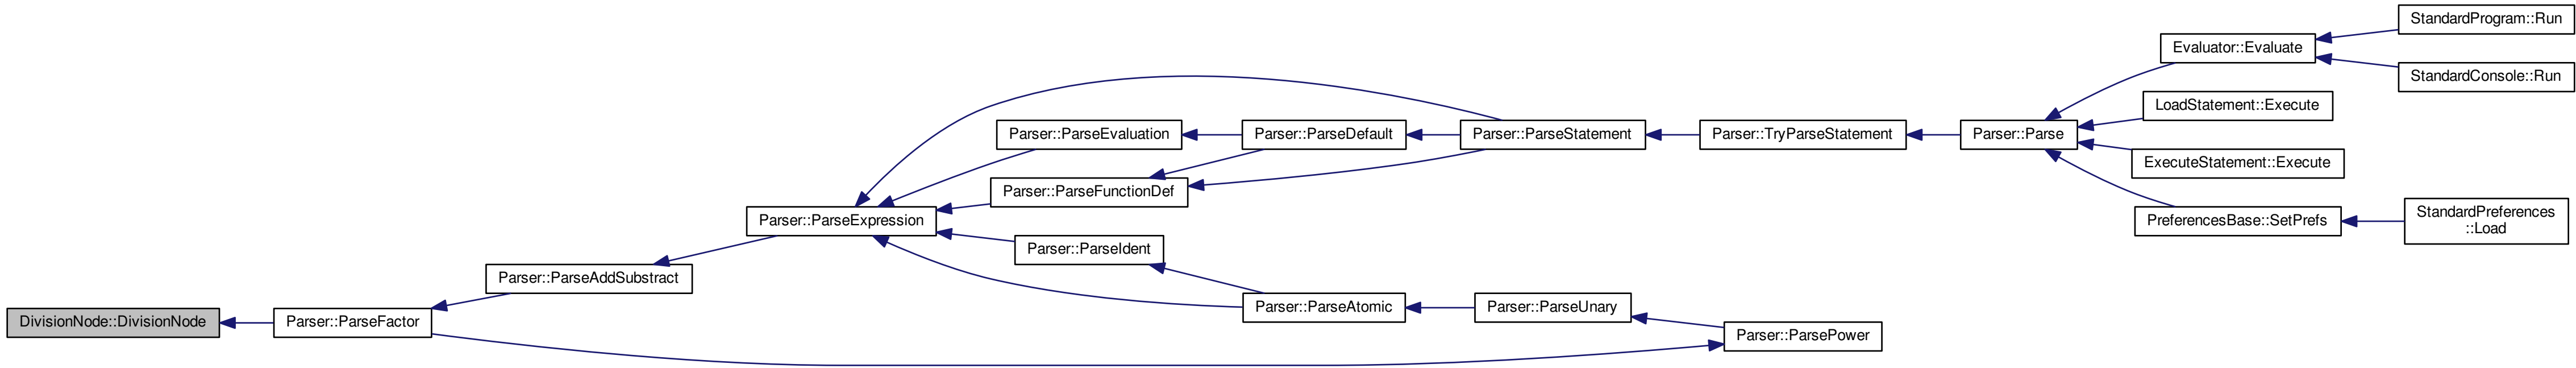 StandardProgram::Run
Evaluator::Evaluate
StandardConsole::Run
LoadStatement::Execute
Parser::ParseEvaluation
Parser::ParseDefault
Parser::ParseStatement
Parser::TryParseStatement
Parser::Parse
ExecuteStatement::Execute
Parser::ParseFunctionDef
Parser::ParseExpression
PreferencesBase::SetPrefs
StandardPreferences
::Load
Parser::ParseIdent
Parser::ParseAddSubstract
Parser::ParseAtomic
Parser::ParseUnary
DivisionNode::DivisionNode
Parser::ParseFactor
Parser::ParsePower